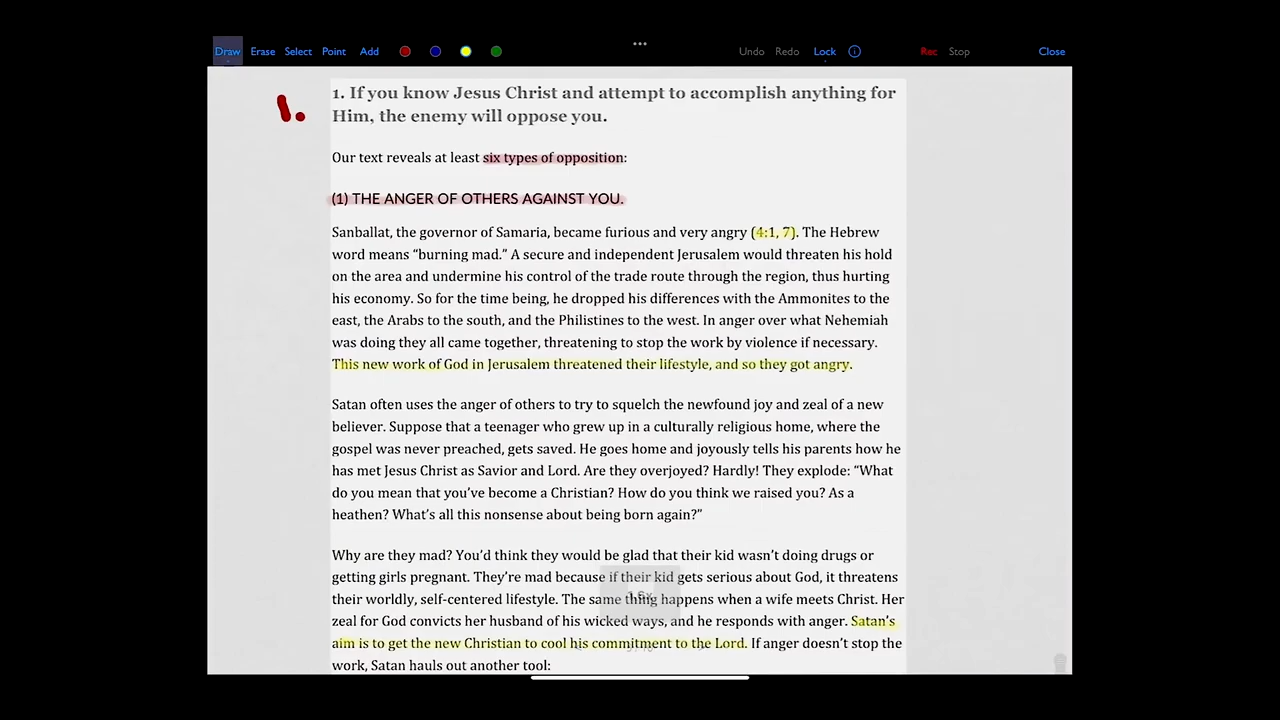 Draw Erase Select Point Add Undo Redo Lock Rec Stop Close
1.
1. If you know Jesus Christ and attempt to accomplish anything for
Him, the enemy will oppose you.
Our text reveals at least six types of opposition:
(1) THE ANGER OF OTHERS AGAINST YOU.
Sanballat, the governor of Samaria, became furious and very angry (4:1, 7). The Hebrew
word means “burning mad.” A secure and independent Jerusalem would threaten his hold
on the area and undermine his control of the trade route through the region, thus hurting
his economy. So for the time being, he dropped his differences with the Ammonites to the
east, the Arabs to the south, and the Philistines to the west. In anger over what Nehemiah
was doing they all came together, threatening to stop the work by violence if necessary.
This new work of God in Jerusalem threatened their lifestyle, and so they got angry.
Satan often uses the anger of others to try to squelch the newfound joy and zeal of a new
believer. Suppose that a teenager who grew up in a culturally religious home, where the
gospel was never preached, gets saved. He goes home and joyously tells his parents how he
has met Jesus Christ as Savior and Lord. Are they overjoyed? Hardly! They explode: “What
do you mean that you’ve become a Christian? How do you think we raised you? As a
heathen? What’s all this nonsense about being born again?”
Why are they mad? You’d think they would be glad that their kid wasn’t doing drugs or
getting girls pregnant. They’re mad because if their kid gets serious about God, it threatens
their worldly, self-centered lifestyle. The same thing happens when a wife meets Christ. Her
zeal for God convicts her husband of his wicked ways, and he responds with anger. Satan’s
aim is to get the new Christian to cool his commitment to the Lord. If anger doesn’t stop the
work, Satan hauls out another tool: